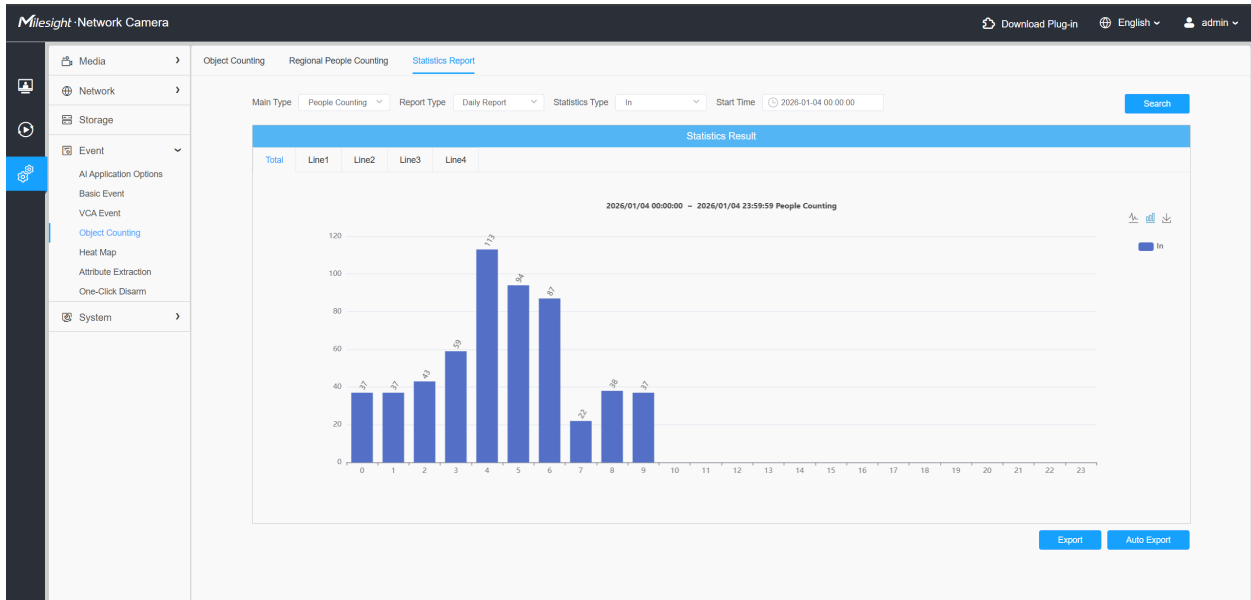 Milesight·Network Camera
Download Plug-in
English
admin
Media
Network
Storage
Event
AI Application Options
Basic Event
VCA Event
Object Counting
Heat Map
Attribute Extraction
One-Click Disarm
System
Object Counting Regional People Counting Statistics Report
Main Type People Counting Report Type Daily Report Statistics Type In Start Time 2026-01-04 00:00:00 Search
Statistics Result
Total Line1 Line2 Line3 Line4
2026/01/04 00:00:00 – 2026/01/04 23:59:59 People Counting
In
120
100
80
60
40
20
0
37 37 43 59 113 94 87 22 38 37
0 1 2 3 4 5 6 7 8 9 10 11 12 13 14 15 16 17 18 19 20 21 22 23
Export Auto Export